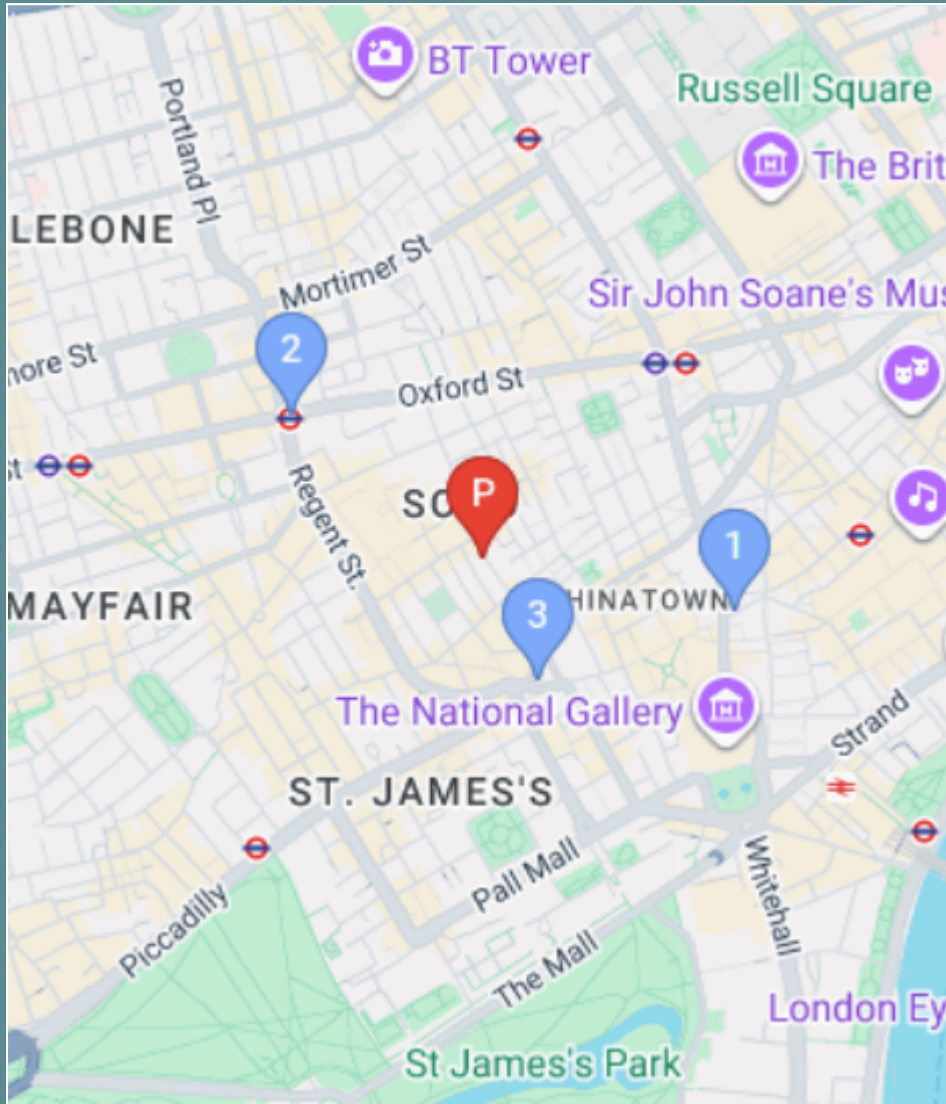 BT Tower
Russell Square
Portland Pl
The Brit
LEBONE
Mortimer St
Sir John Soane's Mus
more St
2
Oxford St
St
Regent St.
SO
P
1
MAYFAIR
3
HINATOWN
The National Gallery
Strand
ST. JAMES'S
Pall Mall
Whitehall
Piccadilly
The Mall
London Ey
St James's Park